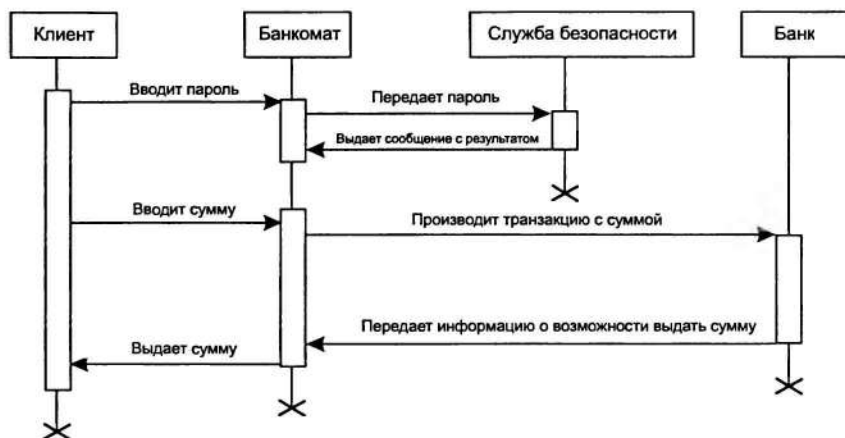 Клиент
Банкомат
Служба безопасности
Банк
Вводит пароль
Передает пароль
Выдает сообщение с результатом
Вводит сумму
Производит транзакцию с суммой
Передает информацию о возможности выдать сумму
Выдает сумму